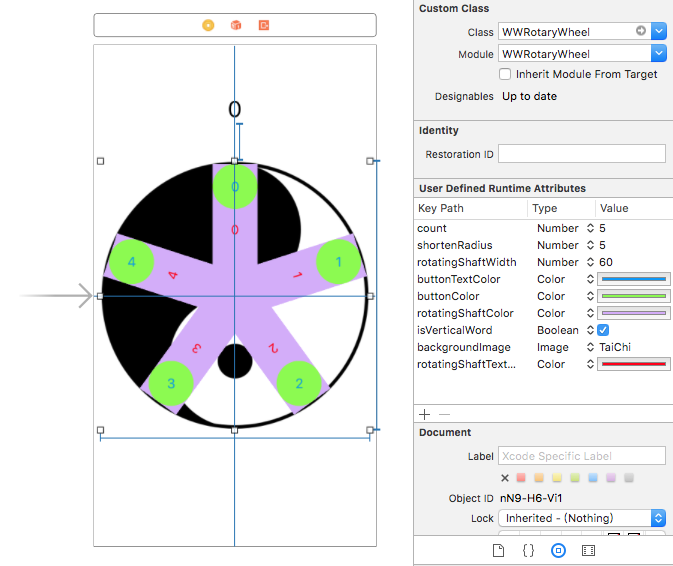 0
0
0
4
4
1
1
3
3
2
2
Custom Class
Class WWRotaryWheel
Module WWRotaryWheel
Inherit Module From Target
Designables Up to date
Identity
Restoration ID
User Defined Runtime Attributes
Key Path Type Value
count Number 5
shortenRadius Number 5
rotatingShaftWidth Number 60
buttonTextColor Color
buttonColor Color
rotatingShaftColor Color
isVerticalWord Boolean
backgroundImage Image TaiChi
rotatingShaftText... Color
Document
Label Xcode Specific Label
Object ID nN9-H6-Vi1
Lock Inherited - (Nothing)